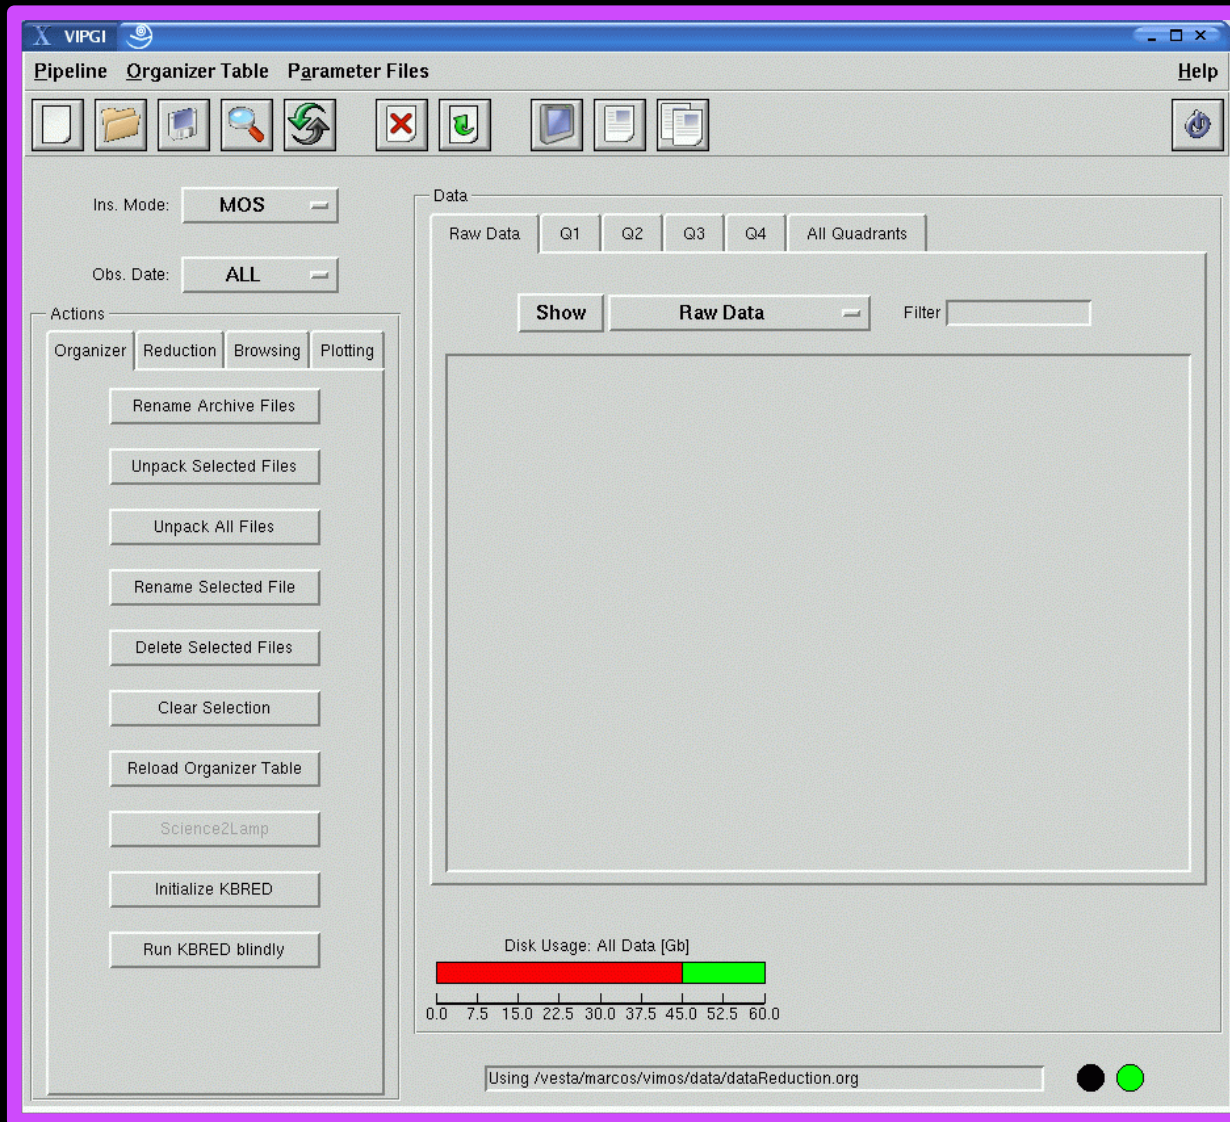 VIPGI
Pipeline Organizer Table Parameter Files Help
Ins. Mode: MOS
Obs. Date: ALL
Actions
Organizer Reduction Browsing Plotting
Rename Archive Files
Unpack Selected Files
Unpack All Files
Rename Selected File
Delete Selected Files
Clear Selection
Reload Organizer Table
Science2Lamp
Initialize KBRED
Run KBRED blindly
Data
Raw Data Q1 Q2 Q3 Q4 All Quadrants
Show Raw Data Filter
Disk Usage: All Data [Gb]
0.0 7.5 15.0 22.5 30.0 37.5 45.0 52.5 60.0
Using /vesta/marcos/vimos/data/dataReduction.org